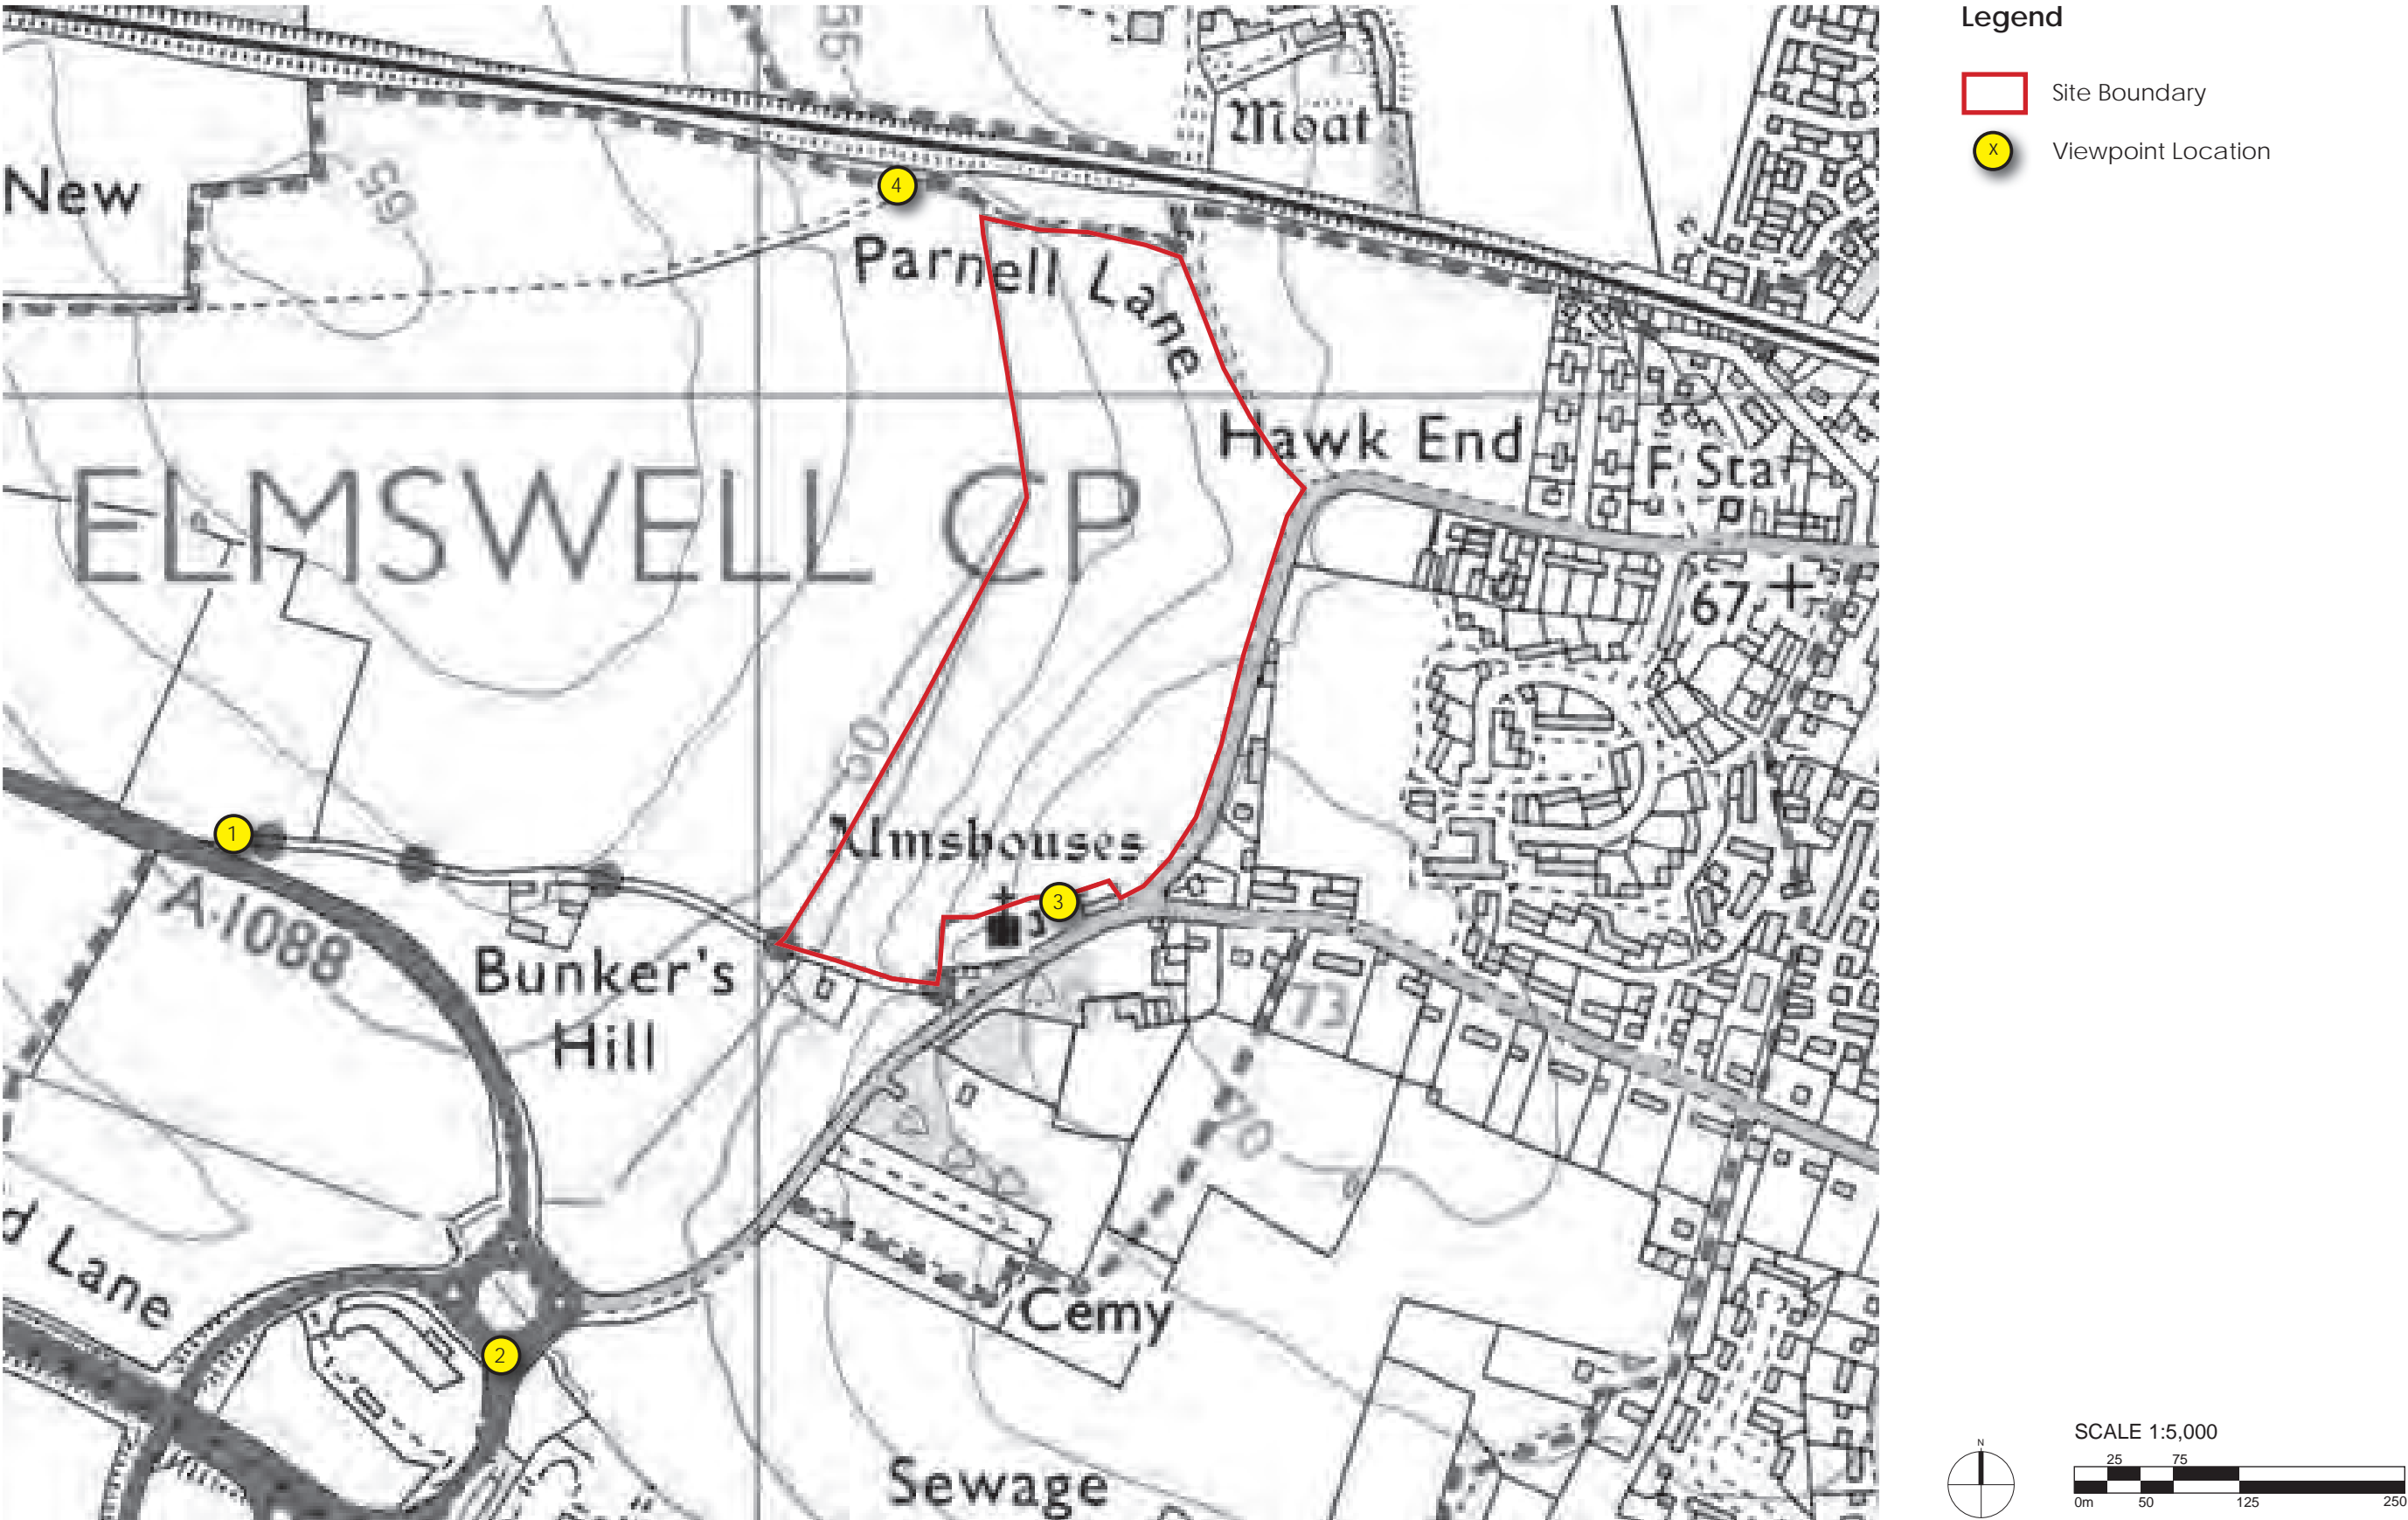 Legend
Site Boundary
X
Viewpoint Location
56
Moat
New
59
4
Parnell Lane
Hawk End
F Sta
ELMSWELL CP
67
60
1
Almshouses
3
A1088
Bunker's
Hill
73
70
d Lane
2
Cemy
Sewage
N
SCALE 1:5,000
25
75
0m
50
125
250